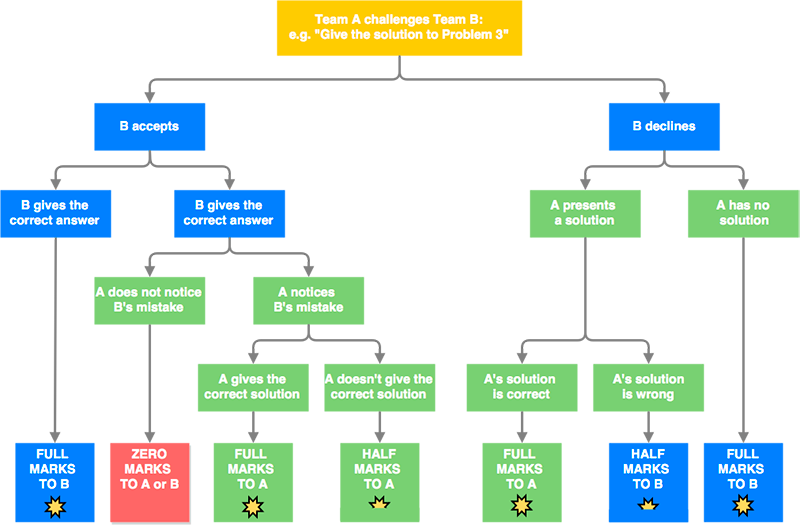 Team A challenges Team B:
e.g. "Give the solution to Problem 3"
B accepts
B declines
B gives the
correct answer
B gives the
correct answer
A presents
a solution
A has no
solution
A does not notice
B's mistake
A notices
B's mistake
A gives the
correct solution
A doesn't give the
correct solution
A's solution
is correct
A's solution
is wrong
FULL
MARKS
TO B
ZERO
MARKS
TO A or B
FULL
MARKS
TO A
HALF
MARKS
TO A
FULL
MARKS
TO A
HALF
MARKS
TO B
FULL
MARKS
TO B